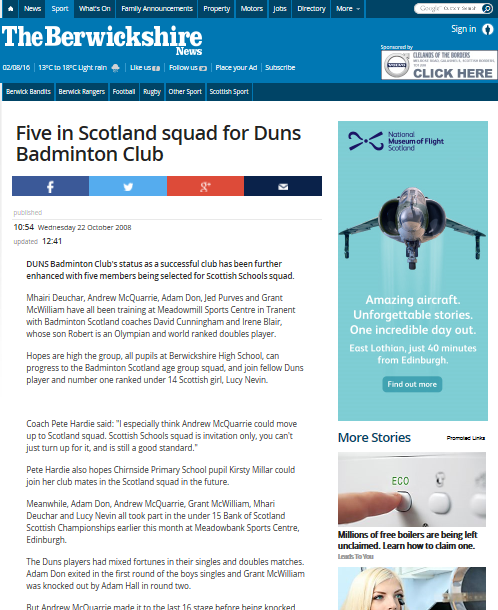 News Sport What's On Family Announcements Property Motors Jobs Directory More
Google Custom Search
The Berwickshire
News
Sign in
Sponsored by
CLELANDS OF THE BORDERS
CLICK HERE
02/08/16 13°C to 18°C Light rain Like us Follow us Place your Ad Subscribe
Berwick Bandits Berwick Rangers Football Rugby Other Sport Scottish Sport
Five in Scotland squad for Duns
Badminton Club
published
10:54 Wednesday 22 October 2008
updated 12:41
DUNS Badminton Club's status as a successful club has been further
enhanced with five members being selected for Scottish Schools squad.
Mhairi Deuchar, Andrew McQuarrie, Adam Don, Jed Purves and Grant
McWilliam have all been training at Meadowmill Sports Centre in Tranent
with Badminton Scotland coaches David Cunningham and Irene Blair,
whose son Robert is an Olympian and world ranked doubles player.
Hopes are high the group, all pupils at Berwickshire High School, can
progress to the Badminton Scotland age group squad, and join fellow Duns
player and number one ranked under 14 Scottish girl, Lucy Nevin.
Coach Pete Hardie said: "I especially think Andrew McQuarrie could move
up to Scotland squad. Scottish Schools squad is invitation only, you can't
just turn up for it, and is still a good standard."
Pete Hardie also hopes Chirnside Primary School pupil Kirsty Millar could
join her club mates in the Scotland squad in the future.
Meanwhile, Adam Don, Andrew McQuarrie, Grant McWilliam, Mhari
Deuchar and Lucy Nevin all took part in the under 15 Bank of Scotland
Scottish Championships earlier this month at Meadowbank Sports Centre,
Edinburgh.
The Duns players had mixed fortunes in their singles and doubles matches.
Adam Don exited in the first round of the boys singles and Grant McWilliam
was knocked out by Adam Hall in round two.
But Andrew McQuarrie made it to the last 16 stage before being knocked
National
Museum of Flight
Scotland
Amazing aircraft.
Unforgettable stories.
One incredible day out.
East Lothian, just 40 minutes
from Edinburgh.
Find out more
More Stories
Promoted Links
ECO
Millions of free boilers are being left
unclaimed. Learn how to claim one.
Leads To You